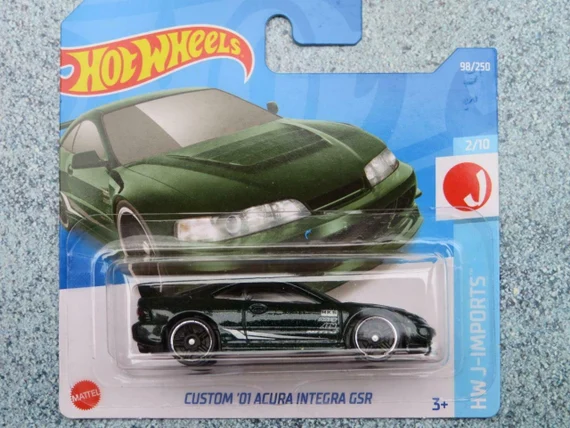 HOT WHEELS
98/250
2/10
J
HW J-IMPORTS
MATTEL
CUSTOM '01 ACURA INTEGRA GSR
3+